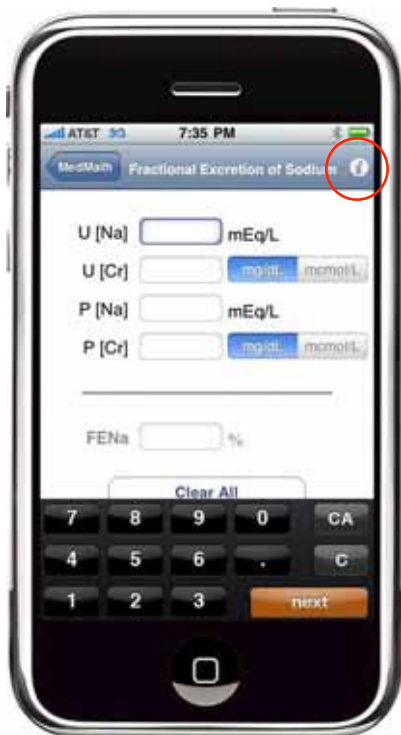 AT&T 3G 7:35 PM
MedMath Fractional Excretion of Sodium i
U [Na] mEq/L
U [Cr] mg/dL mcmol/L
P [Na] mEq/L
P [Cr] mg/dL mcmol/L
FENa %
Clear All
7 8 9 0 CA
4 5 6 . C
1 2 3 next